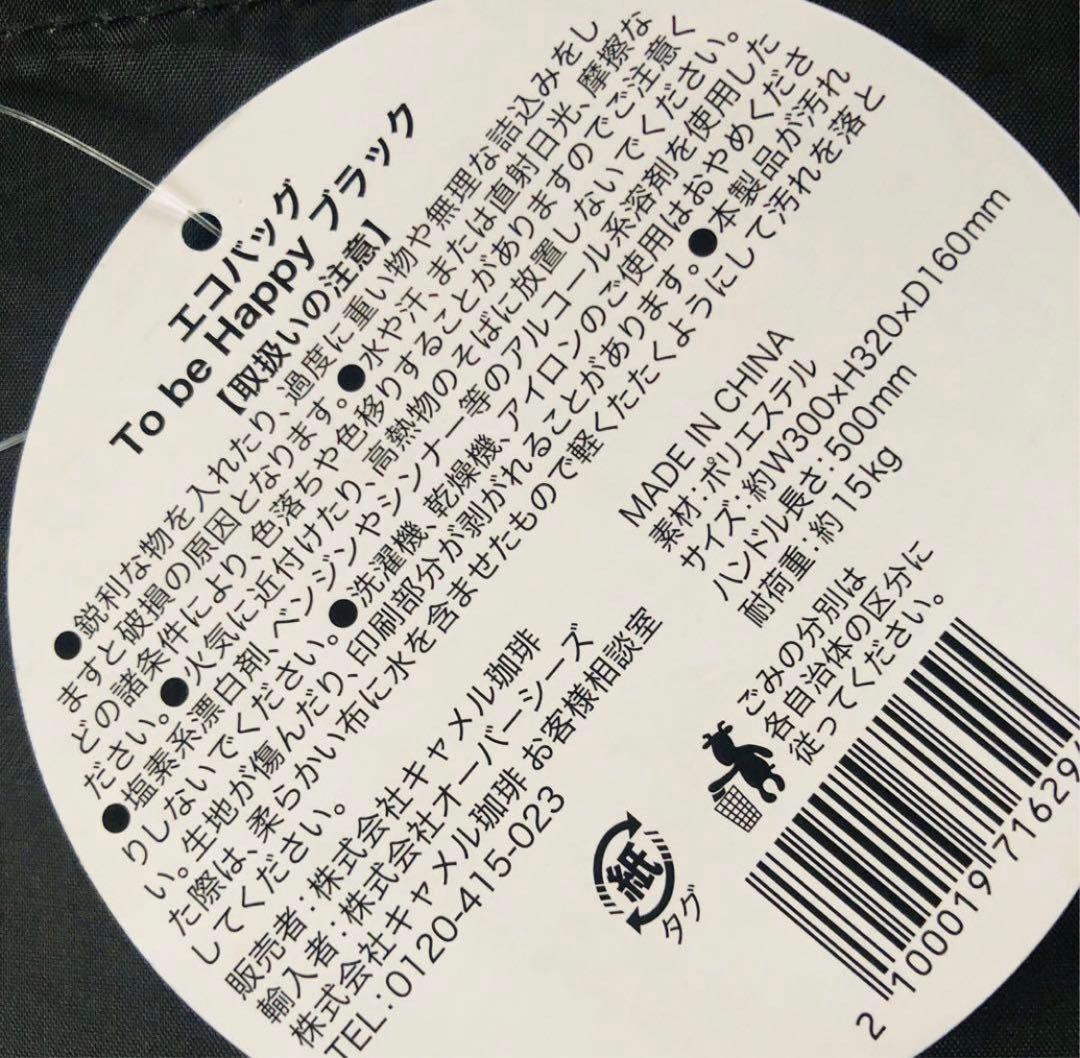 エコバッグ
To be Happy ブラック
【取扱いの注意】
●鋭利な物を入れたり、過度に重い物や無理な詰込みをし
ますと破損の原因となります。●水や汗、または直射日光、摩擦な
どの諸条件により、色落ちや色移りすることがありますのでご注意く
ださい。●火気に近付けたり、高熱物のそばに放置しないでください。
●塩素系漂白剤、ベンジンやシンナー等のアルコール系溶剤を使用した
りしないでください。●洗濯機、乾燥機、アイロンのご使用はおやめくださ
い。生地が傷んだり、印刷部分が剥がれることがあります。●本製品が汚れ
た際は、柔らかい布に水を含ませたもので軽くたたくようにして汚れを落と
してください。
販売者：株式会社キャメル珈琲
輸入者：株式会社オーバーシーズ
株式会社キャメル珈琲 お客様相談室
TEL：0120-415-023
MADE IN CHINA
素材：ポリエステル
サイズ：約W300×H320×D160mm
ハンドル長さ：500mm
耐荷重：約15kg
ごみの分別は
各自治体の区分に
従ってください。
紙
タグ
2 100019 71629